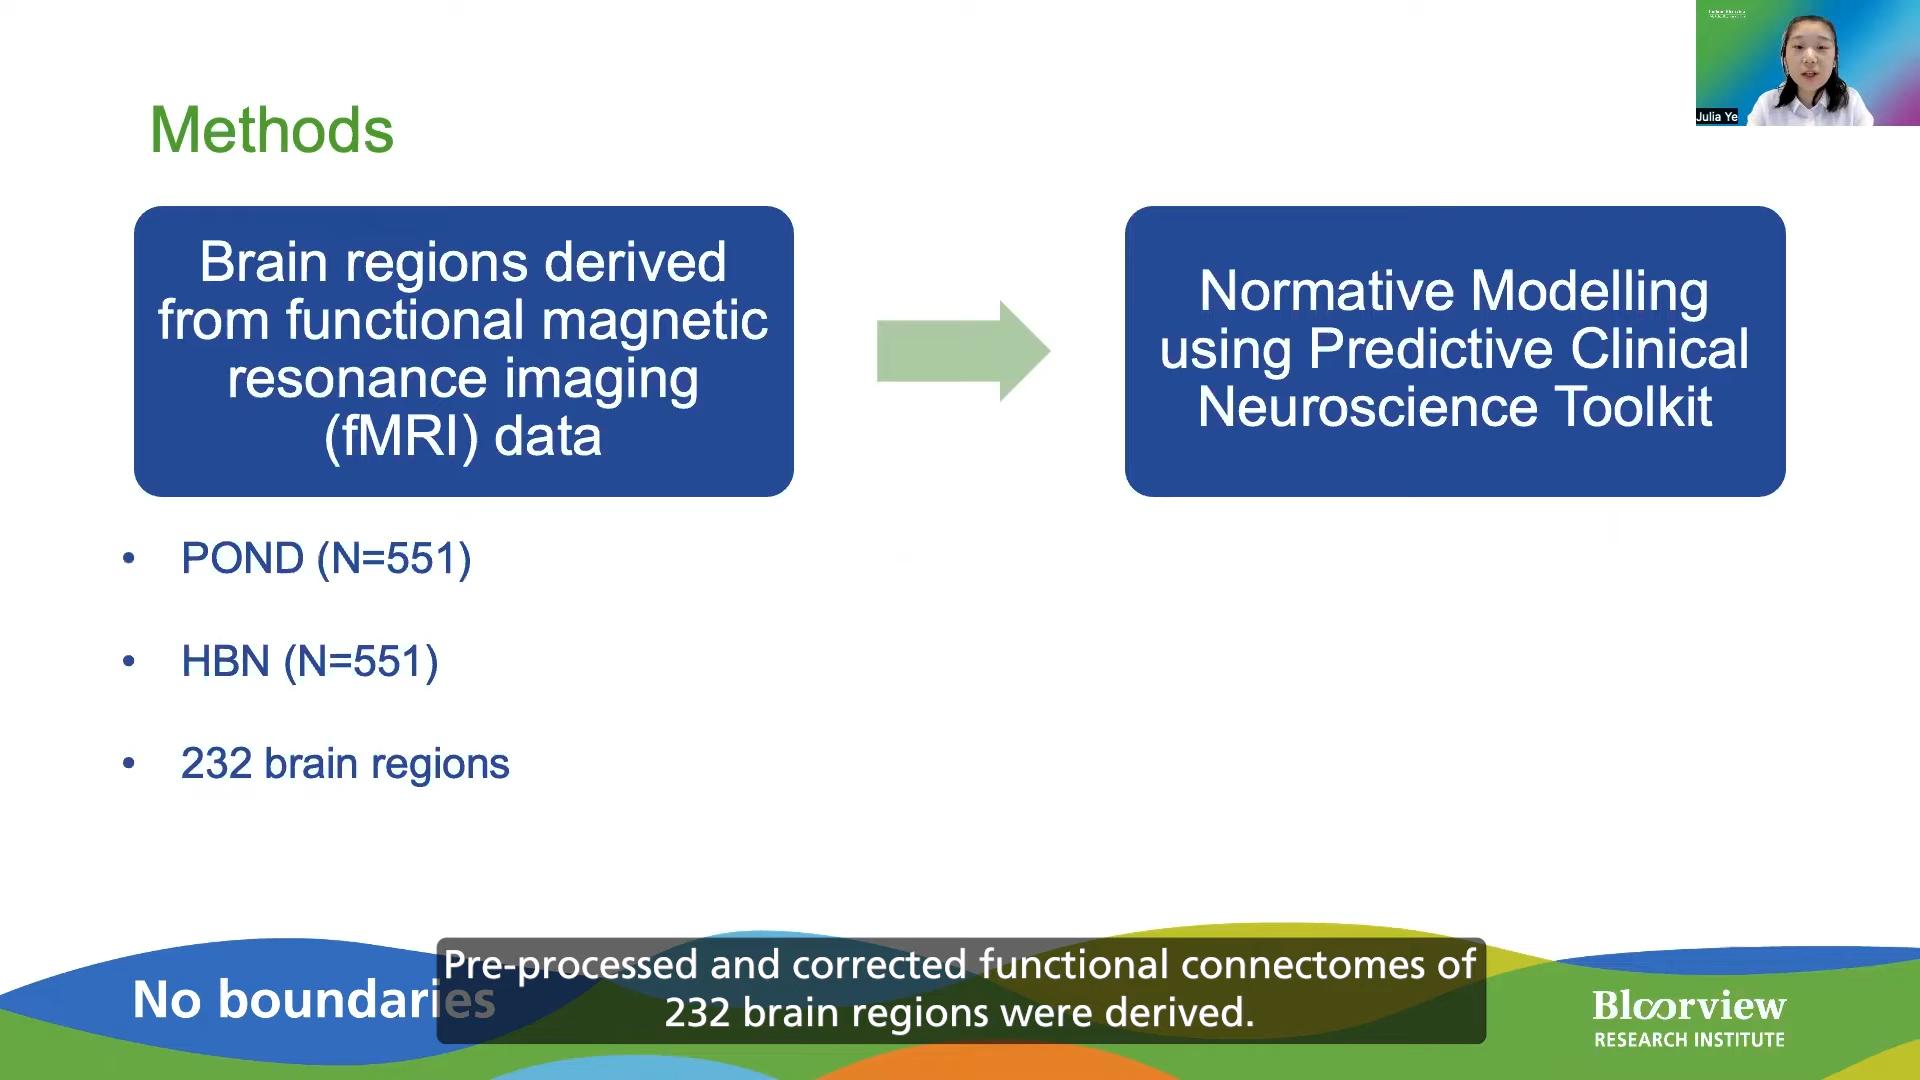 Julia Ye
Methods
Brain regions derived
from functional magnetic
resonance imaging
(fMRI) data
Normative Modelling
using Predictive Clinical
Neuroscience Toolkit
• POND (N=551)
• HBN (N=551)
• 232 brain regions
No boundaries
Pre-processed and corrected functional connectomes of
232 brain regions were derived.
Bloorview
RESEARCH INSTITUTE